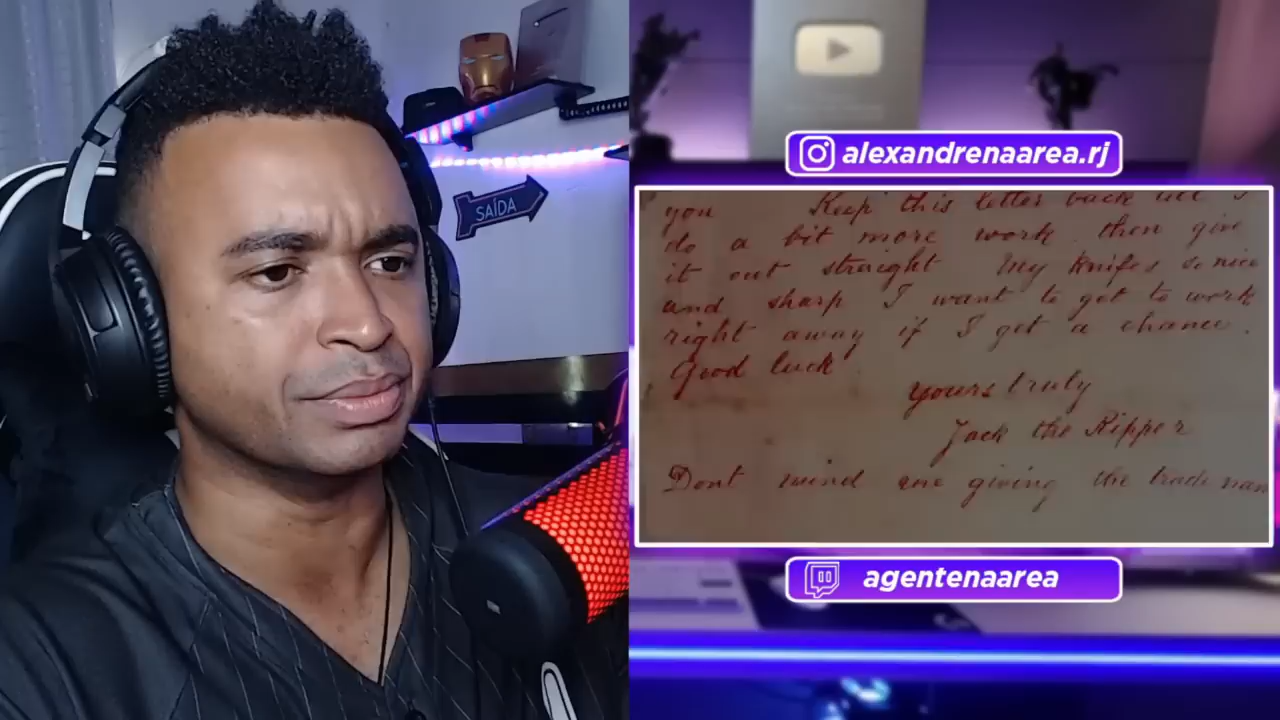 SAÍDA
alexandrenaarea.rj
you Keep this letter back till I
do a bit more work then give
it out straight My knife's so nice
and sharp I want to get to work
right away if I get a chance.
Good luck
yours truly
Jack the Ripper
Dont mind me giving the trade nam
agentenaarea